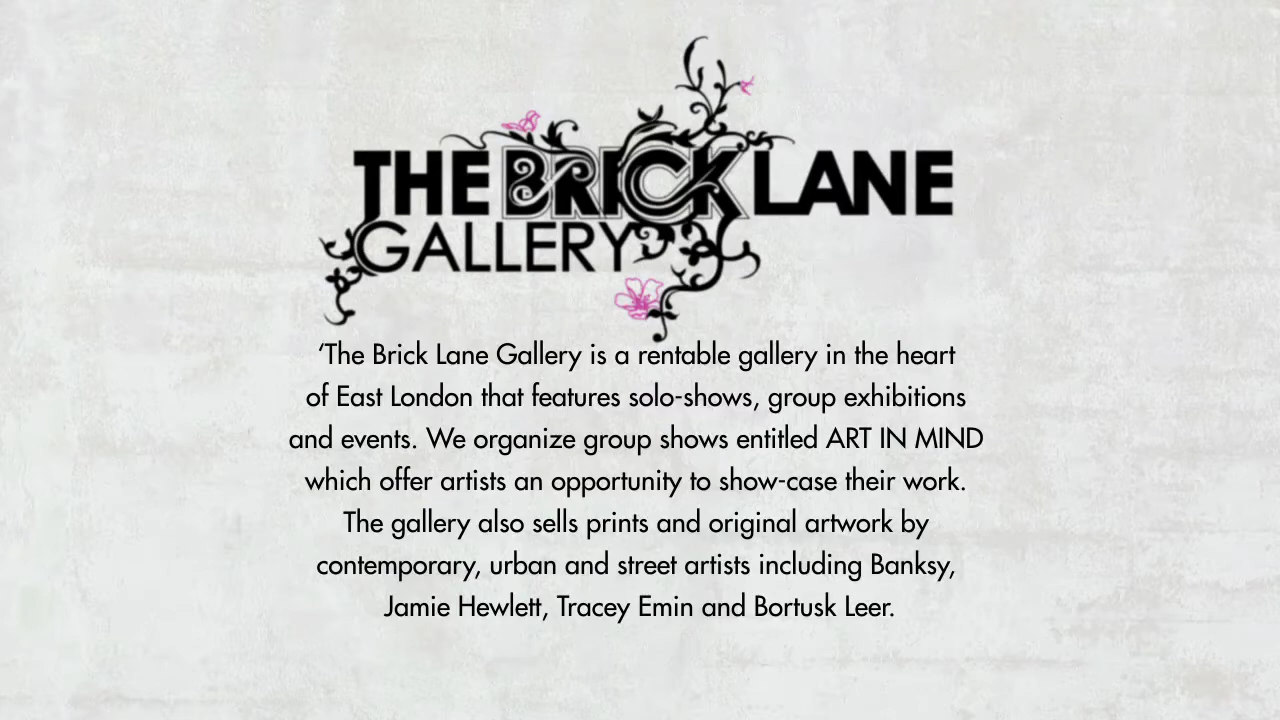 THE BRICK LANE
GALLERY
‘The Brick Lane Gallery is a rentable gallery in the heart
of East London that features solo-shows, group exhibitions
and events. We organize group shows entitled ART IN MIND
which offer artists an opportunity to show-case their work.
The gallery also sells prints and original artwork by
contemporary, urban and street artists including Banksy,
Jamie Hewlett, Tracey Emin and Bortusk Leer.